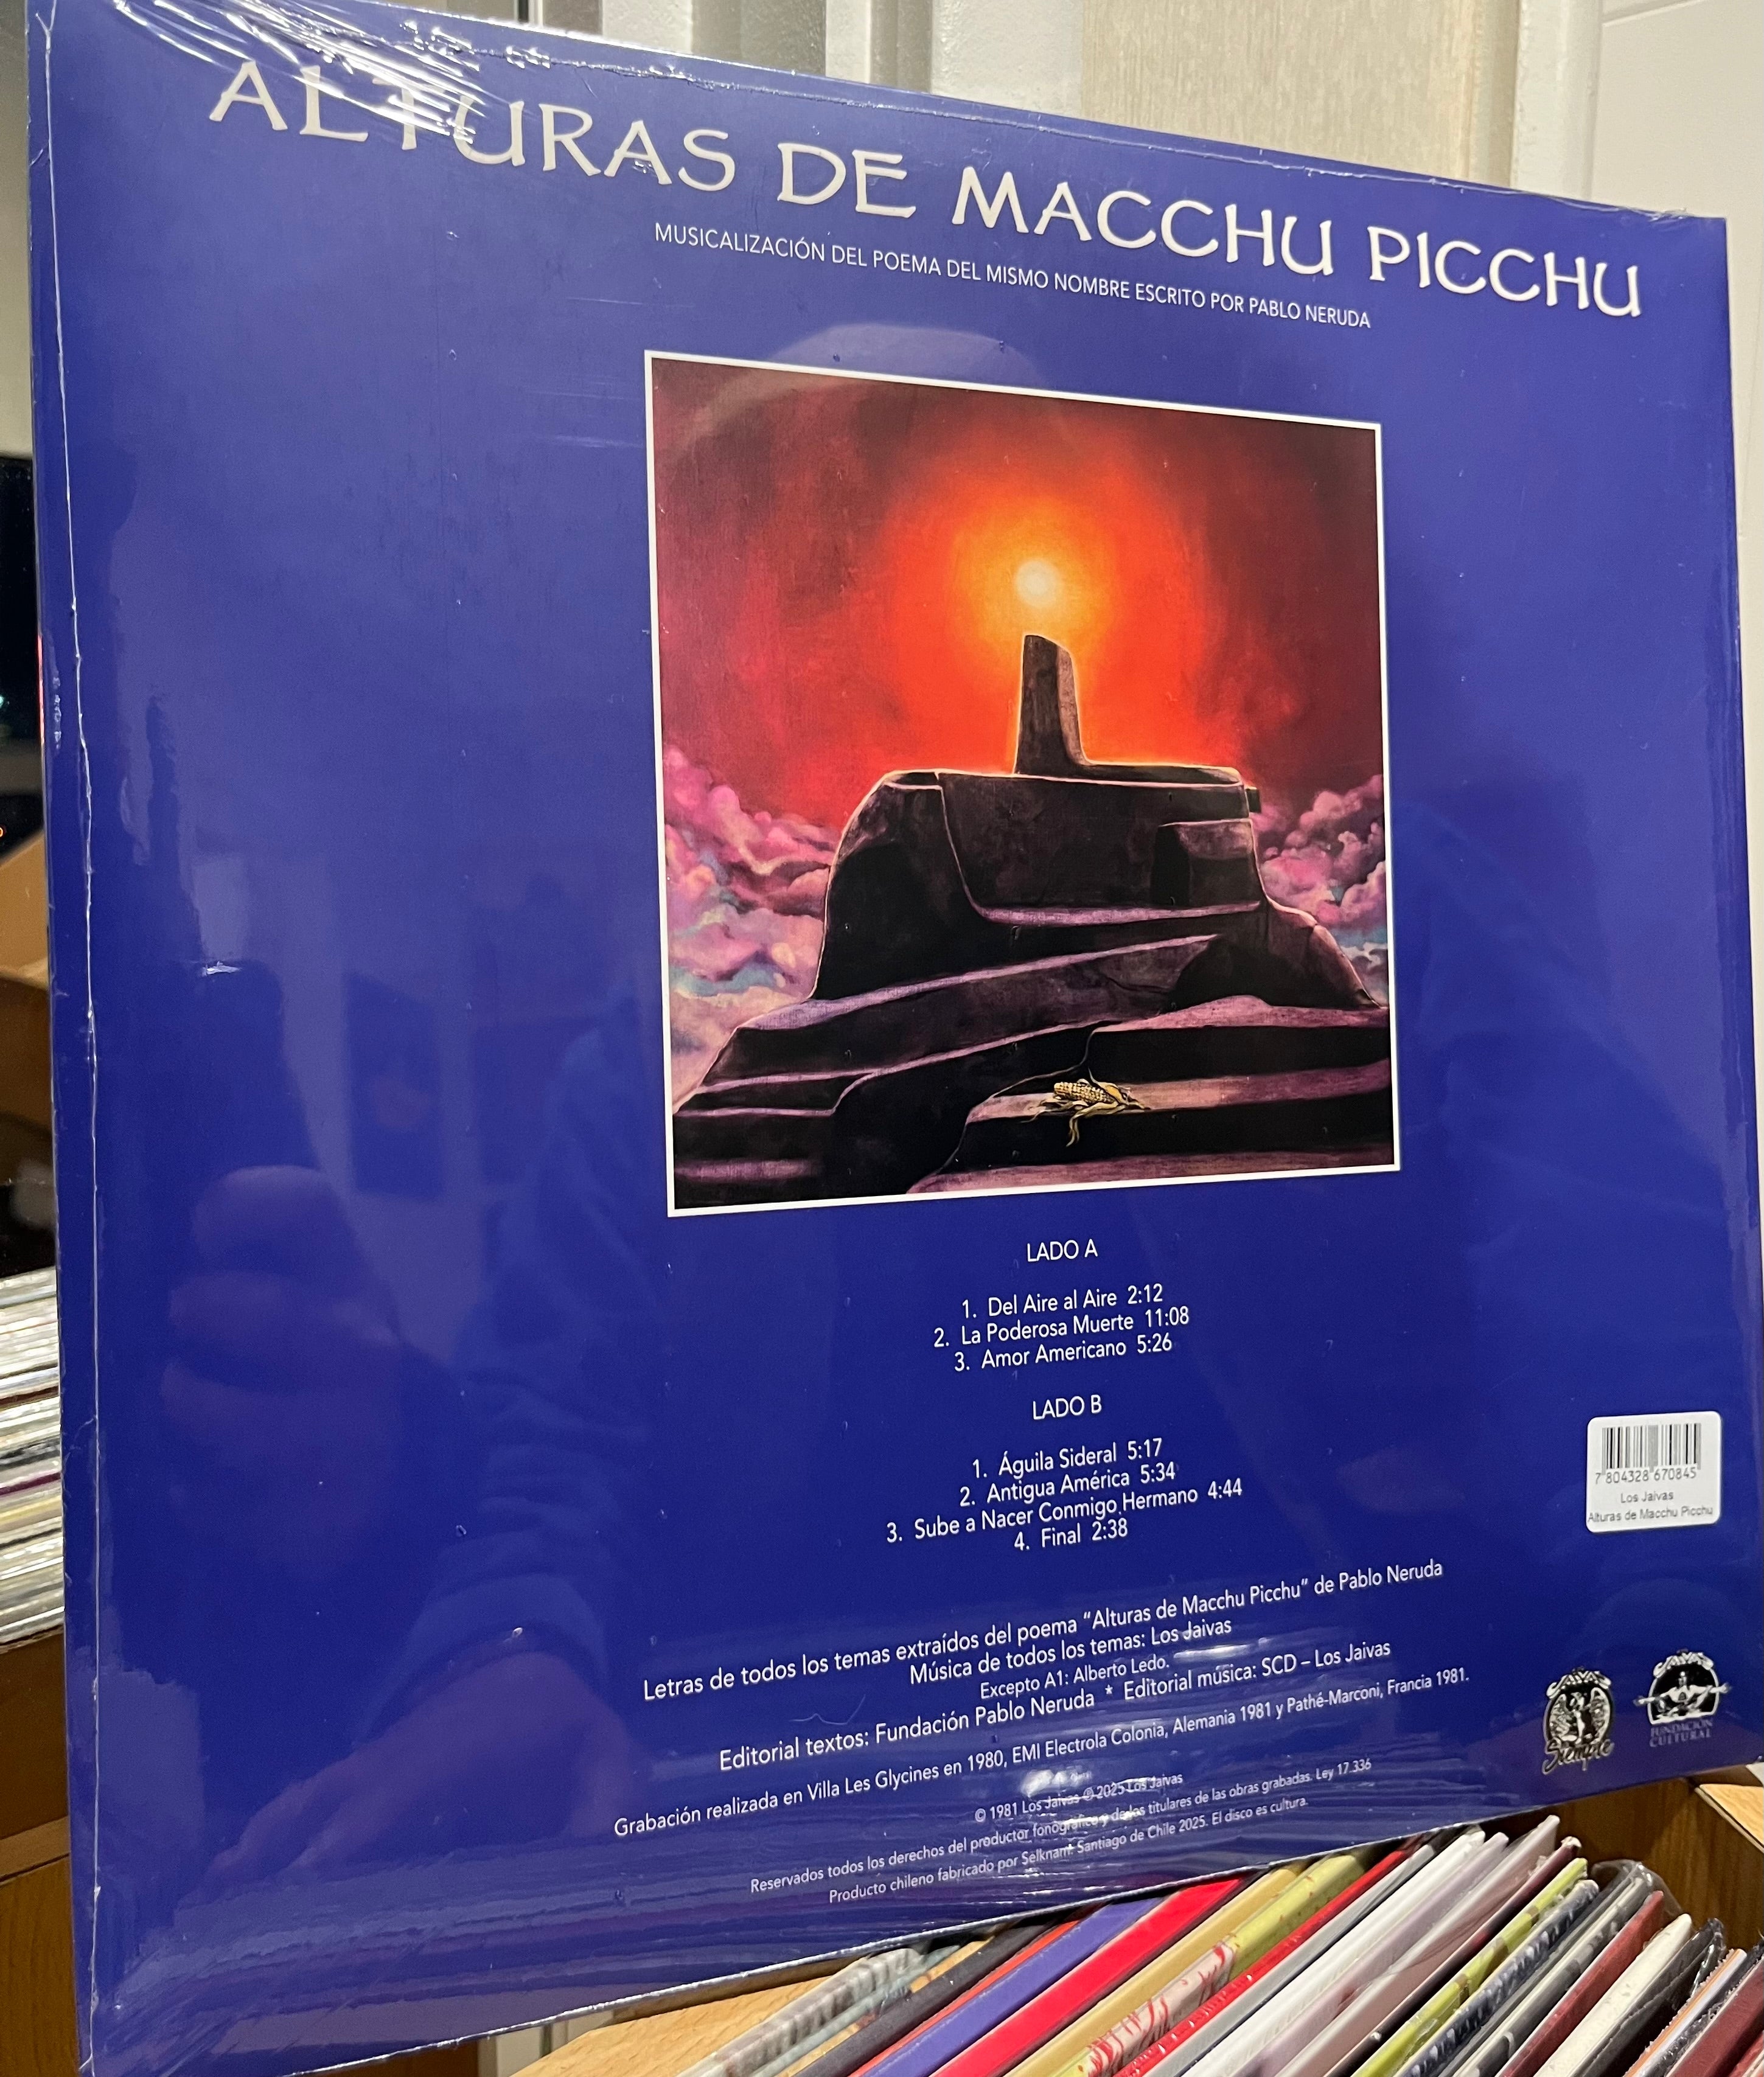 ALTURAS DE MACCHU PICCHU
MUSICALIZACIÓN DEL POEMA DEL MISMO NOMBRE ESCRITO POR PABLO NERUDA
LADO A
1. Del Aire al Aire 2:12
2. La Poderosa Muerte 11:08
3. Amor Americano 5:26
LADO B
1. Águila Sideral 5:17
2. Antigua América 5:34
3. Sube a Nacer Conmigo Hermano 4:44
4. Final 2:38
7 804328 670845
Los Jaivas
Alturas de Macchu Picchu
Letras de todos los temas extraídos del poema “Alturas de Macchu Picchu” de Pablo Neruda
Música de todos los temas: Los Jaivas
Excepto A1: Alberto Ledo.
Editorial textos: Fundación Pablo Neruda * Editorial música: SCD – Los Jaivas
Grabación realizada en Villa Les Glycines en 1980, EMI Electrola Colonia, Alemania 1981 y Pathé-Marconi, Francia 1981.
© 1981 Los Jaivas ℗ 2025 Los Jaivas
Reservados todos los derechos del productor fonográfico y de los titulares de las obras grabadas. Ley 17.336
Producto chileno fabricado por Selknam. Santiago de Chile 2025. El disco es cultura.
JAIVAS
Siempre
JAIVAS
FUNDACIÓN
CULTURAL